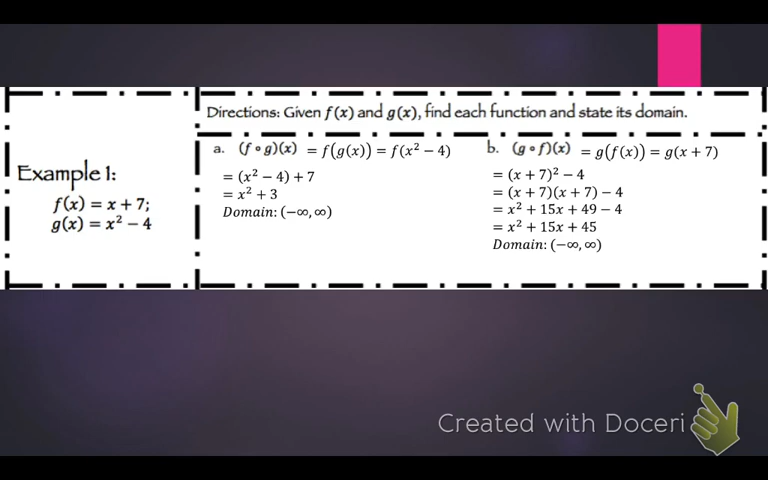 Directions: Given f(x) and g(x), find each function and state its domain.
Example 1:
f(x) = x + 7;
g(x) = x² − 4
a. (f ∘ g)(x) = f(g(x)) = f(x² − 4)
= (x² − 4) + 7
= x² + 3
Domain: (−∞, ∞)
b. (g ∘ f)(x) = g(f(x)) = g(x + 7)
= (x + 7)² − 4
= (x + 7)(x + 7) − 4
= x² + 15x + 49 − 4
= x² + 15x + 45
Domain: (−∞, ∞)
Created with Doceri